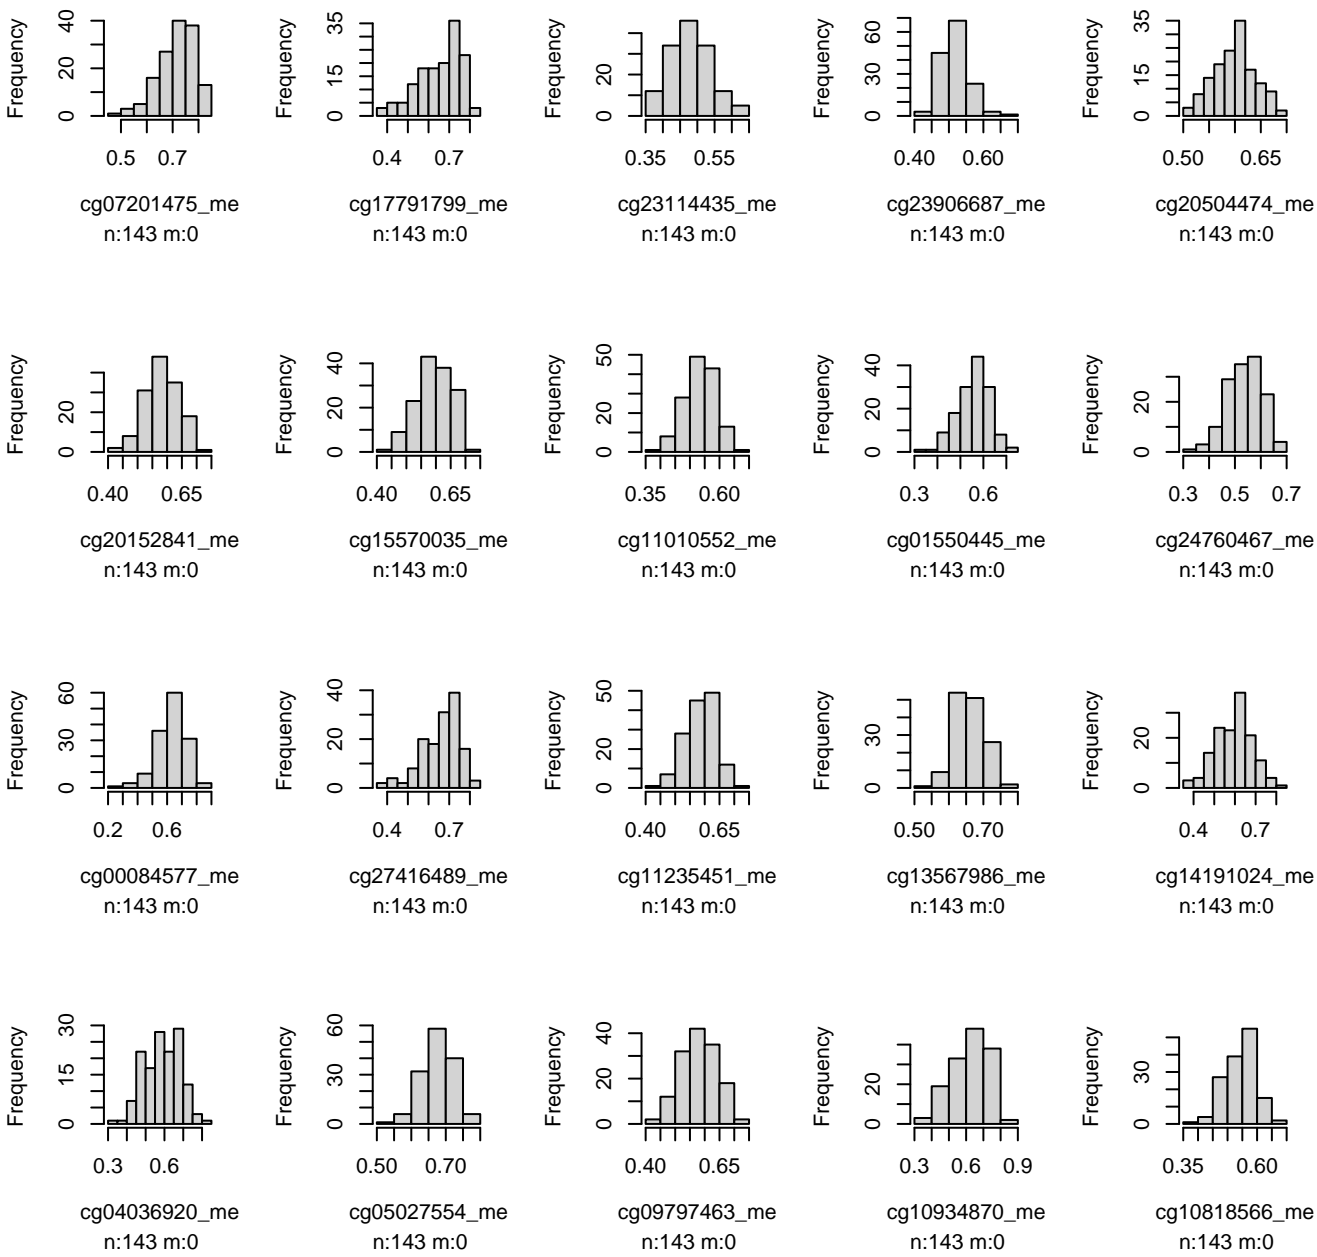 Frequency
0 20 40
0.5 0.7
cg07201475_me
n:143 m:0
Frequency
0 15 35
0.4 0.7
cg17791799_me
n:143 m:0
Frequency
0 20
0.35 0.55
cg23114435_me
n:143 m:0
Frequency
0 30 60
0.40 0.60
cg23906687_me
n:143 m:0
Frequency
0 15 35
0.50 0.65
cg20504474_me
n:143 m:0
Frequency
0 20
0.40 0.65
cg20152841_me
n:143 m:0
Frequency
0 20 40
0.40 0.65
cg15570035_me
n:143 m:0
Frequency
0 20 50
0.35 0.60
cg11010552_me
n:143 m:0
Frequency
0 20 40
0.3 0.6
cg01550445_me
n:143 m:0
Frequency
0 20
0.3 0.5 0.7
cg24760467_me
n:143 m:0
Frequency
0 30 60
0.2 0.6
cg00084577_me
n:143 m:0
Frequency
0 20 40
0.4 0.7
cg27416489_me
n:143 m:0
Frequency
0 20 50
0.40 0.65
cg11235451_me
n:143 m:0
Frequency
0 30
0.50 0.70
cg13567986_me
n:143 m:0
Frequency
0 20
0.4 0.7
cg14191024_me
n:143 m:0
Frequency
0 15 30
0.3 0.6
cg04036920_me
n:143 m:0
Frequency
0 30 60
0.50 0.70
cg05027554_me
n:143 m:0
Frequency
0 20 40
0.40 0.65
cg09797463_me
n:143 m:0
Frequency
0 20
0.3 0.6 0.9
cg10934870_me
n:143 m:0
Frequency
0 30
0.35 0.60
cg10818566_me
n:143 m:0